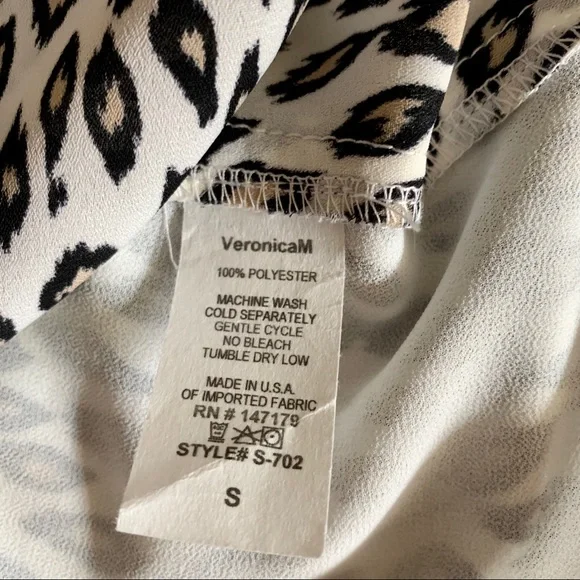 VeronicaM
100% POLYESTER
MACHINE WASH
COLD SEPARATELY
GENTLE CYCLE
NO BLEACH
TUMBLE DRY LOW
MADE IN U.S.A.
OF IMPORTED FABRIC
RN # 147179
STYLE# S-702
S